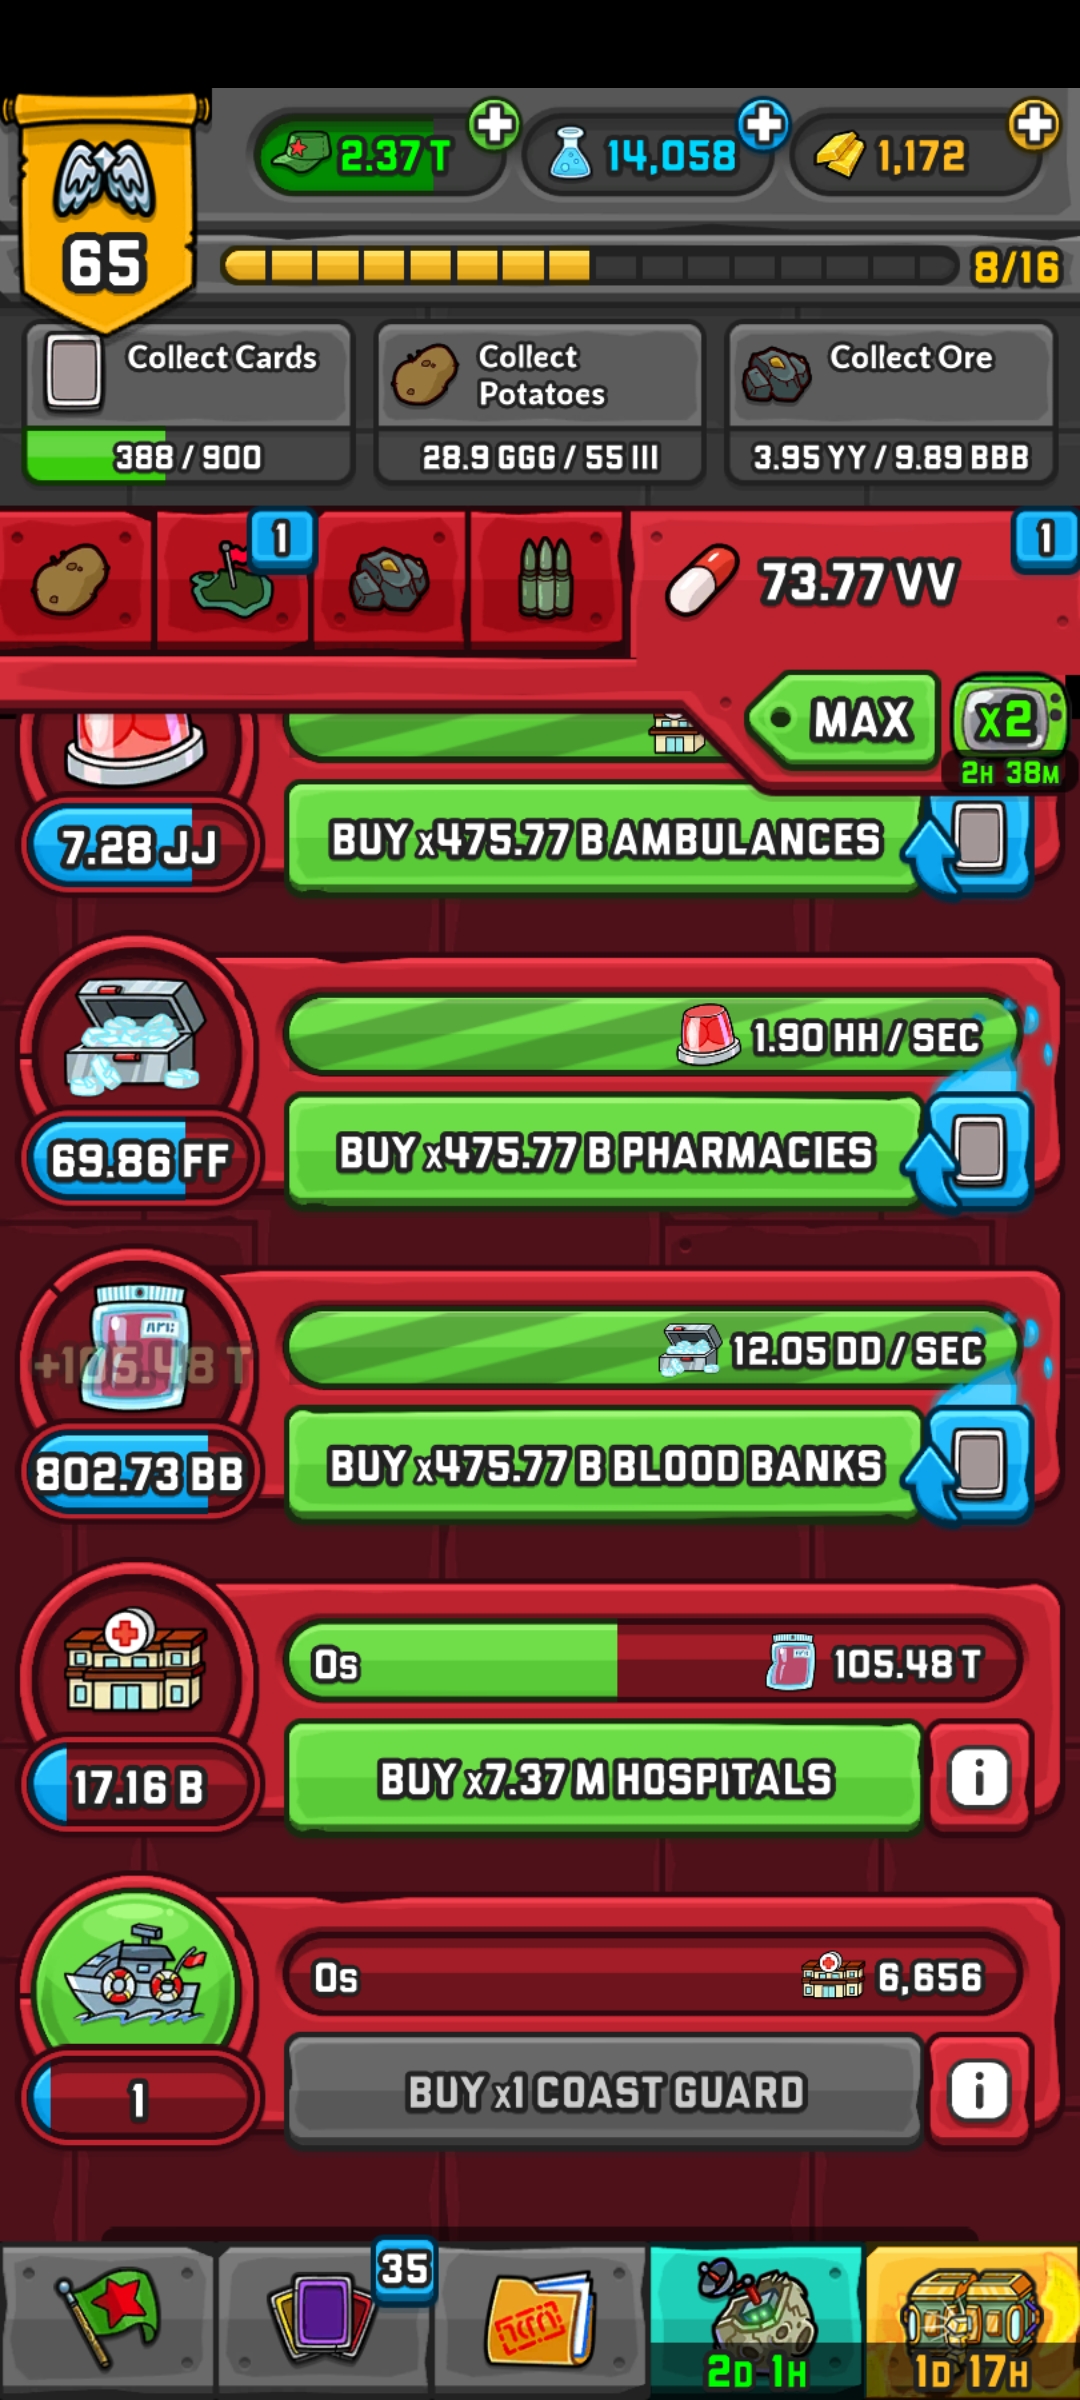 2.37 T
14,058
1,172
65
8/16
Collect Cards
388 / 900
Collect
Potatoes
28.9 GGG / 55 III
Collect Ore
3.95 YY / 9.89 BBB
1
73.77 VV
1
MAX
x2
2H 38M
7.28 JJ
BUY x475.77 B AMBULANCES
1.90 HH / SEC
69.86 FF
BUY x475.77 B PHARMACIES
+105.48 T
12.05 DD / SEC
802.73 BB
BUY x475.77 B BLOOD BANKS
0s
105.48 T
17.16 B
BUY x7.37 M HOSPITALS
i
0s
6,656
1
BUY x1 COAST GUARD
i
35
2D 1H
1D 17H